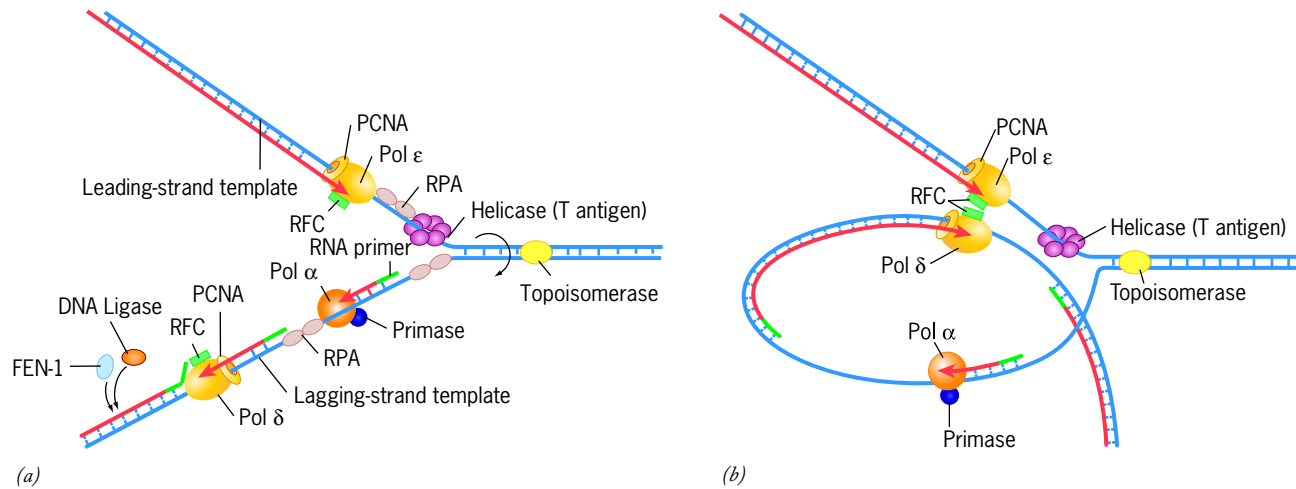 PCNA
Pol ε
Leading-strand template
RPA
RFC
Helicase (T antigen)
RNA primer
Pol α
Topoisomerase
PCNA
DNA Ligase
RFC
Primase
RPA
FEN-1
Lagging-strand template
Pol δ
(a)
PCNA
Pol ε
RFC
Helicase (T antigen)
Pol δ
Topoisomerase
Pol α
Primase
(b)